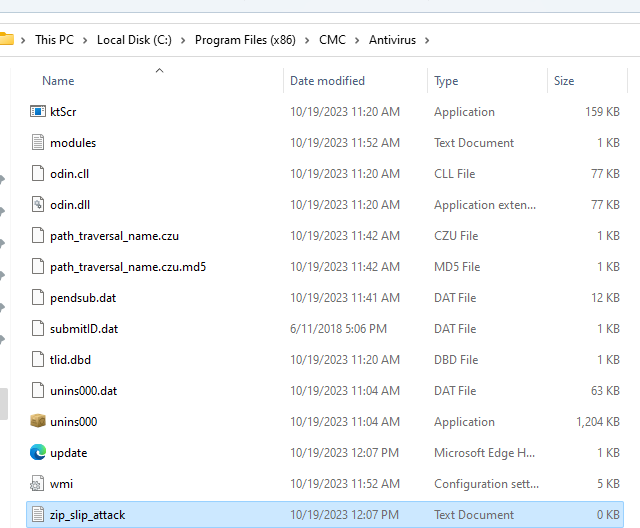 This PC > Local Disk (C:) > Program Files (x86) > CMC > Antivirus >
Name Date modified Type Size
ktScr 10/19/2023 11:20 AM Application 159 KB
modules 10/19/2023 11:52 AM Text Document 1 KB
odin.cll 10/19/2023 11:20 AM CLL File 77 KB
odin.dll 10/19/2023 11:20 AM Application exten... 77 KB
path_traversal_name.czu 10/19/2023 11:42 AM CZU File 1 KB
path_traversal_name.czu.md5 10/19/2023 11:42 AM MD5 File 1 KB
pendsub.dat 10/19/2023 11:41 AM DAT File 12 KB
submitID.dat 6/11/2018 5:06 PM DAT File 1 KB
tlid.dbd 10/19/2023 11:20 AM DBD File 1 KB
unins000.dat 10/19/2023 11:04 AM DAT File 63 KB
unins000 10/19/2023 11:04 AM Application 1,204 KB
update 10/19/2023 12:07 PM Microsoft Edge H... 1 KB
wmi 10/19/2023 11:52 AM Configuration sett... 5 KB
zip_slip_attack 10/19/2023 12:07 PM Text Document 0 KB